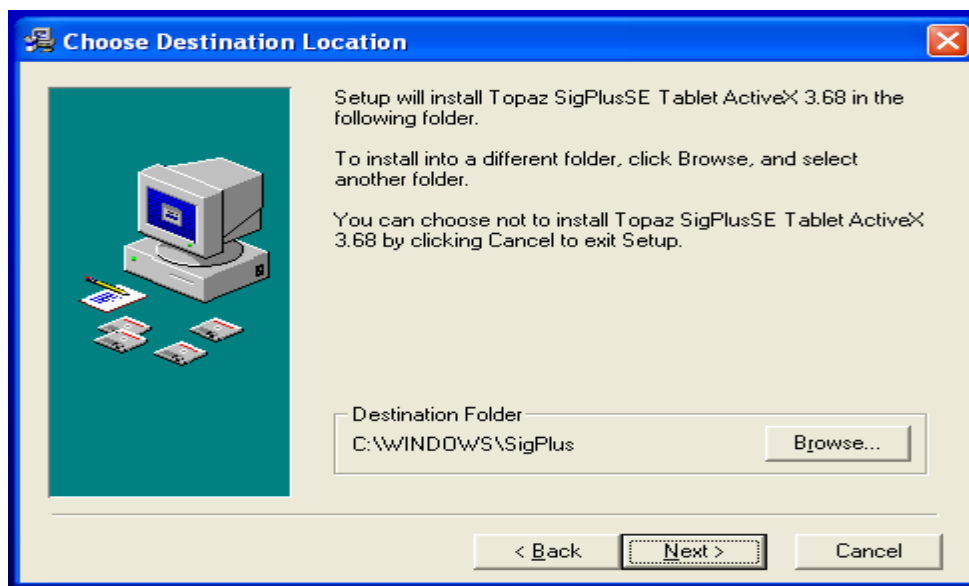 Choose Destination Location
Setup will install Topaz SigPlusSE Tablet ActiveX 3.68 in the
following folder.
To install into a different folder, click Browse, and select
another folder.
You can choose not to install Topaz SigPlusSE Tablet ActiveX
3.68 by clicking Cancel to exit Setup.
Destination Folder
C:\WINDOWS\SigPlus
Browse...
< Back
Next >
Cancel